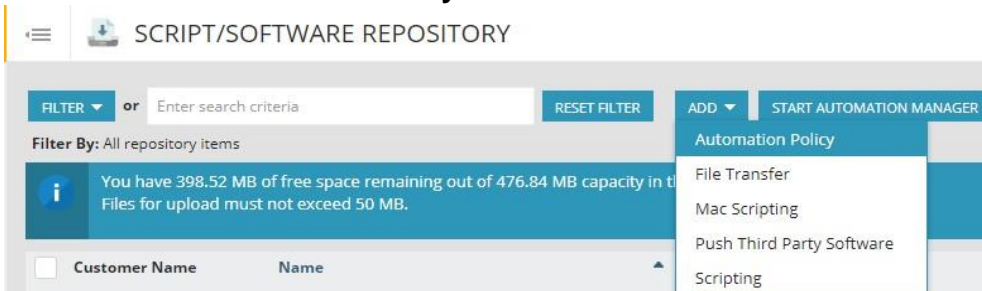 SCRIPT/SOFTWARE REPOSITORY
FILTER or Enter search criteria RESET FILTER ADD START AUTOMATION MANAGER
Filter By: All repository items
Automation Policy
File Transfer
Mac Scripting
Push Third Party Software
Scripting
i
You have 398.52 MB of free space remaining out of 476.84 MB capacity in
Files for upload must not exceed 50 MB.
Customer Name Name